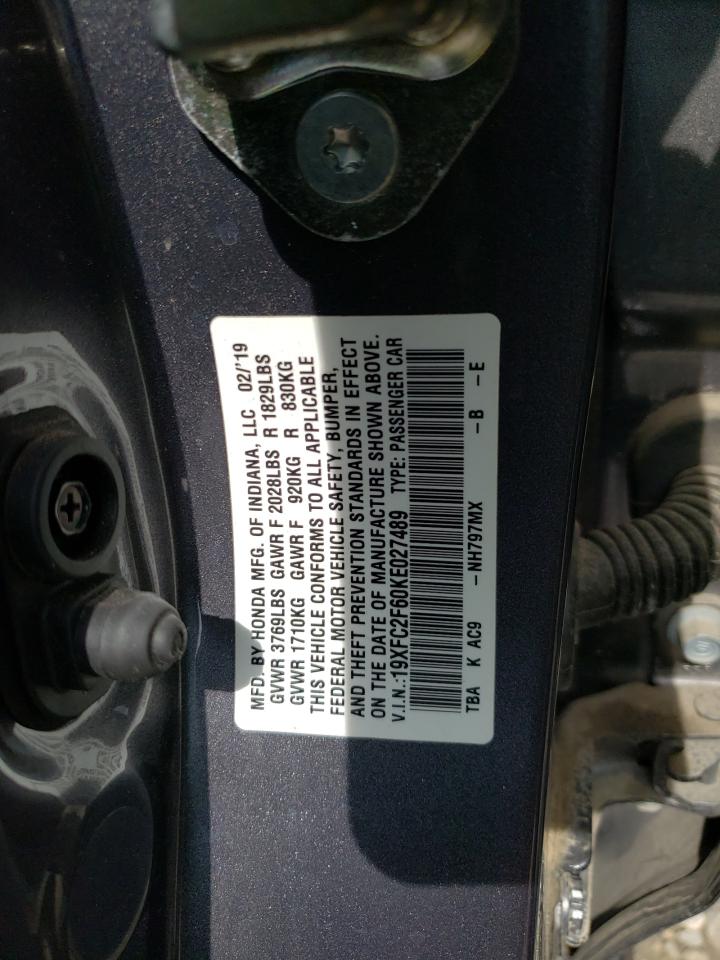 MFD. BY HONDA MFG. OF INDIANA, LLC 02/'19
GVWR 3769LBS GAWR F 2028LBS R 1829LBS
GVWR 1710KG GAWR F 920KG R 830KG
THIS VEHICLE CONFORMS TO ALL APPLICABLE
FEDERAL MOTOR VEHICLE SAFETY, BUMPER,
AND THEFT PREVENTION STANDARDS IN EFFECT
ON THE DATE OF MANUFACTURE SHOWN ABOVE.
V.I.N.:19XFC2F60KE027489 TYPE: PASSENGER CAR
TBA K AC9 -NH797MX -B -E